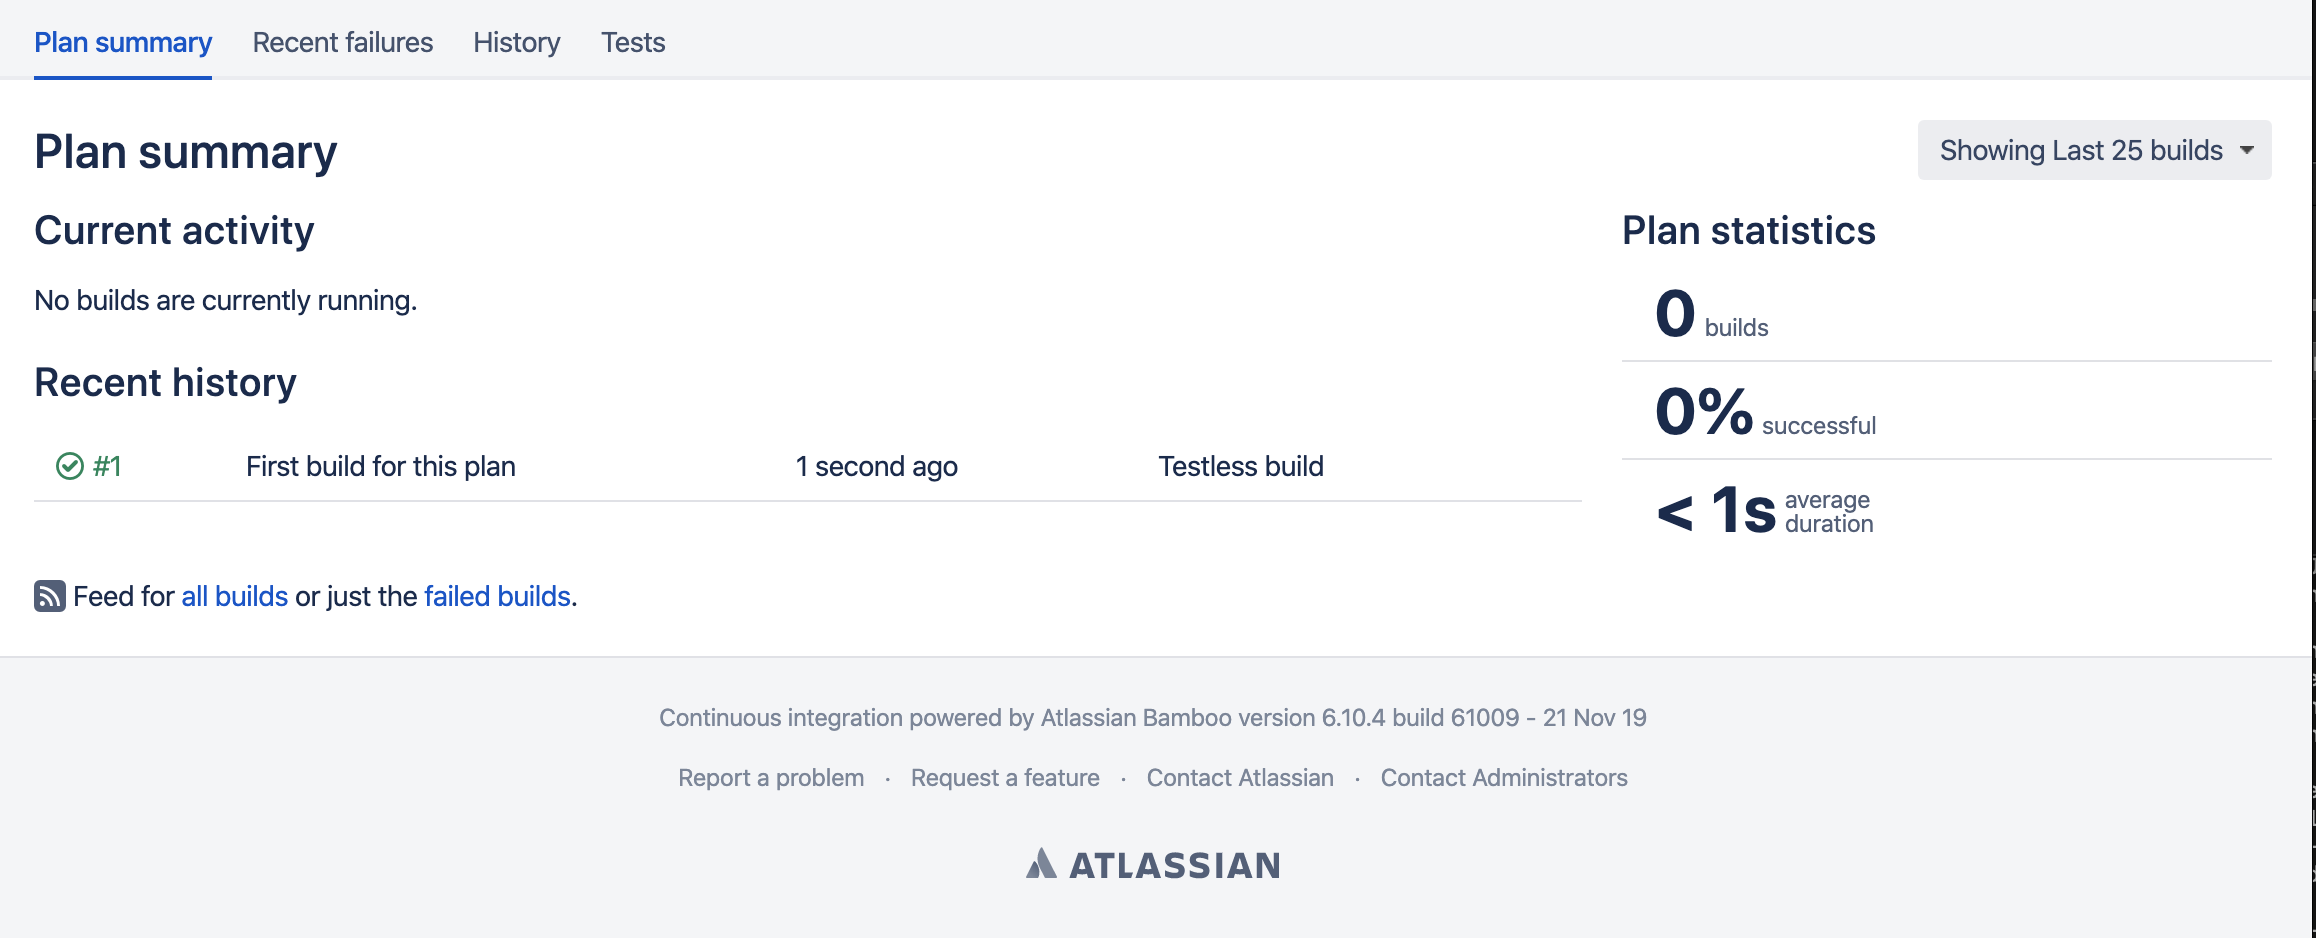 Plan summary Recent failures History Tests
Plan summary
Showing Last 25 builds
Current activity
No builds are currently running.
Recent history
#1 First build for this plan 1 second ago Testless build
Feed for all builds or just the failed builds.
Plan statistics
0 builds
0% successful
< 1s average duration
Continuous integration powered by Atlassian Bamboo version 6.10.4 build 61009 - 21 Nov 19
Report a problem · Request a feature · Contact Atlassian · Contact Administrators
ATLASSIAN